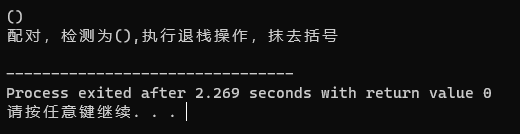 ()
配对，检测为(),执行退栈操作，抹去括号
--------------------------------
Process exited after 2.269 seconds with return value 0
请按任意键继续. . .